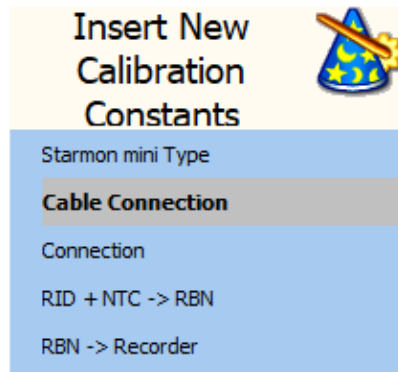 Insert New
Calibration
Constants
Starmon mini Type
Cable Connection
Connection
RID + NTC -> RBN
RBN -> Recorder